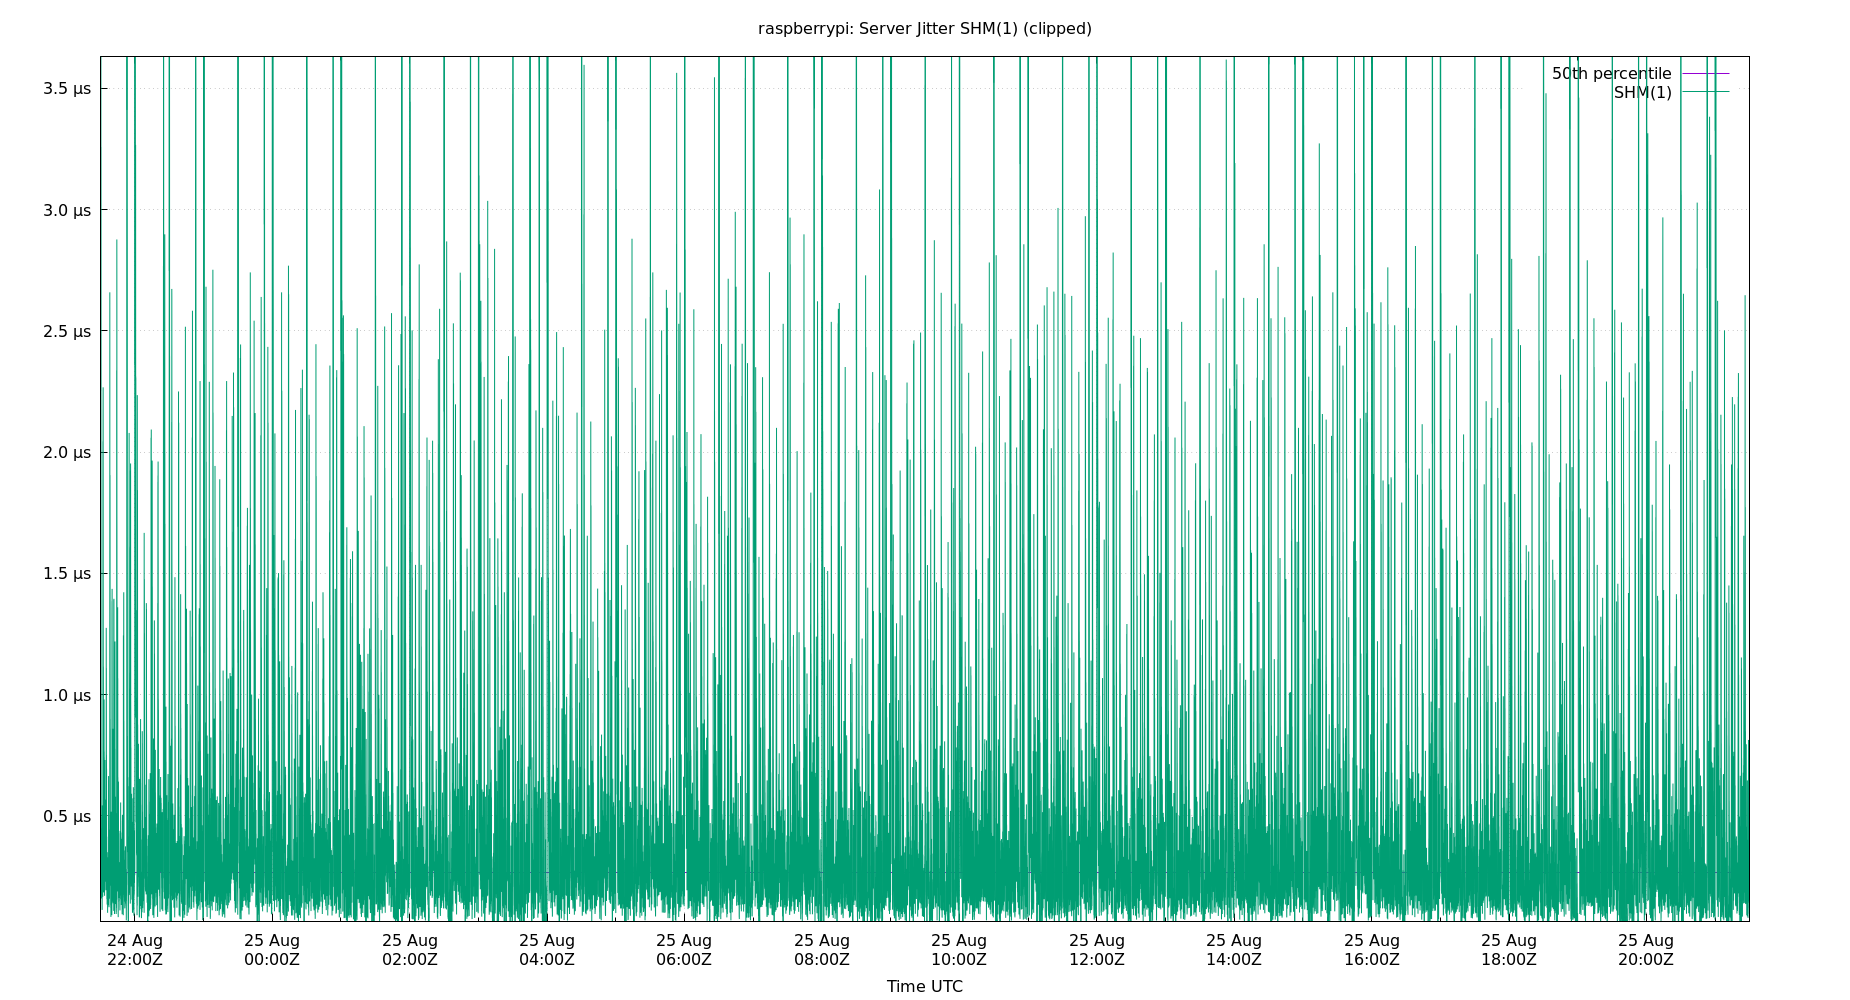 raspberrypi: Server Jitter SHM(1) (clipped)
50th percentile
SHM(1)
3.5 µs
3.0 µs
2.5 µs
2.0 µs
1.5 µs
1.0 µs
0.5 µs
24 Aug 25 Aug 25 Aug 25 Aug 25 Aug 25 Aug 25 Aug 25 Aug 25 Aug 25 Aug 25 Aug 25 Aug
22:00Z 00:00Z 02:00Z 04:00Z 06:00Z 08:00Z 10:00Z 12:00Z 14:00Z 16:00Z 18:00Z 20:00Z
Time UTC